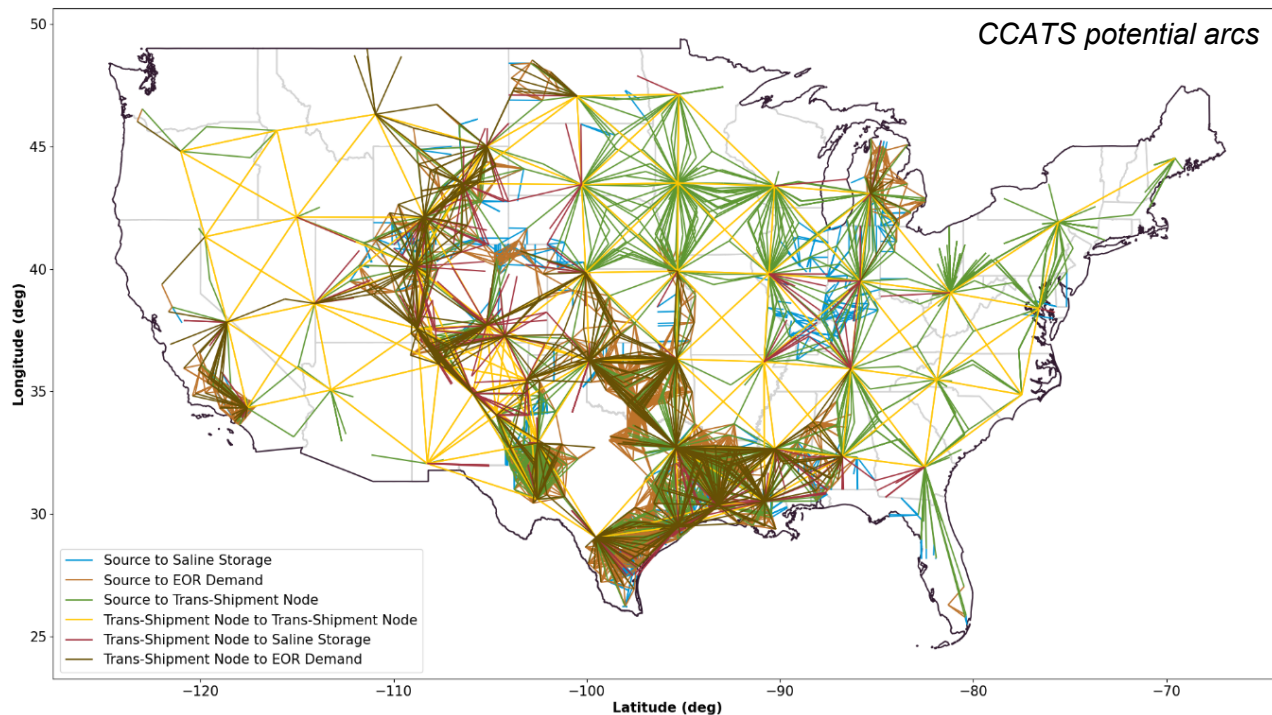 CCATS potential arcs
50
45
40
35
30
25
Longitude (deg)
Source to Saline Storage
Source to EOR Demand
Source to Trans-Shipment Node
Trans-Shipment Node to Trans-Shipment Node
Trans-Shipment Node to Saline Storage
Trans-Shipment Node to EOR Demand
−120 −110 −100 −90 −80 −70
Latitude (deg)